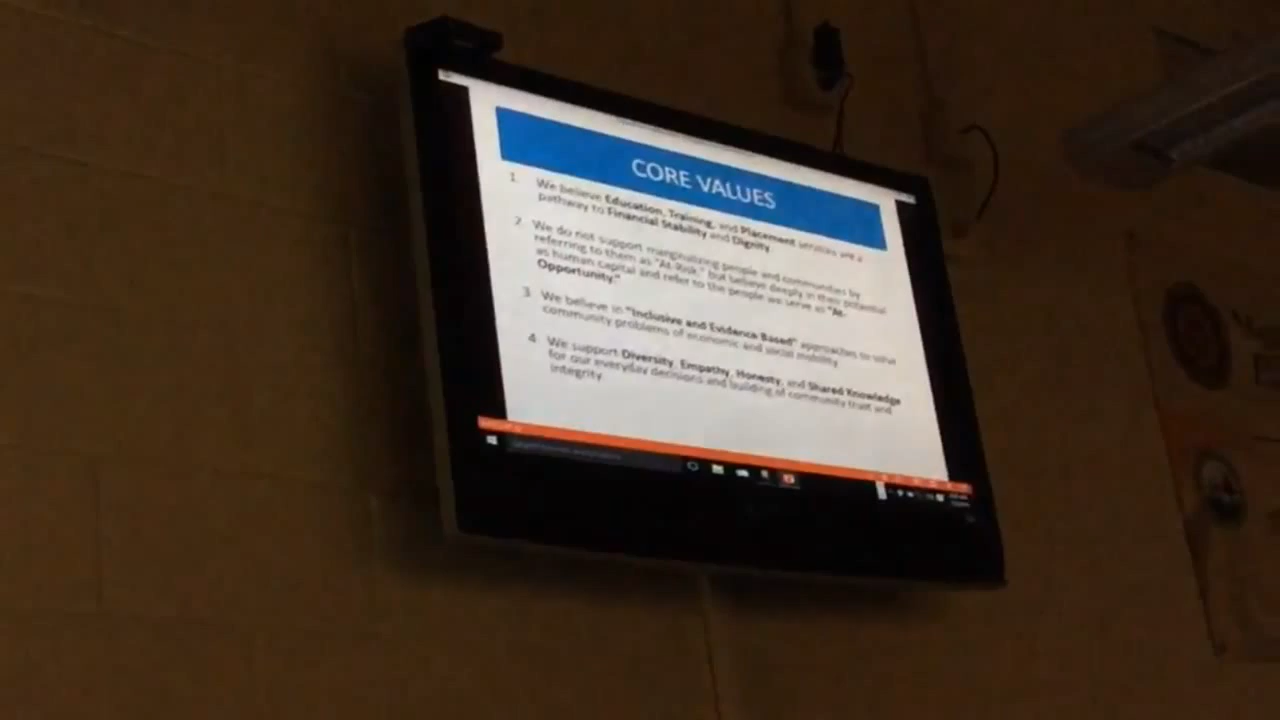 CORE VALUES
1. We believe Education, Training, and Placement services are a
pathway to Financial Stability and Dignity.
2. We do not support marginalizing people and communities by
referring to them as "At-Risk," but believe deeply in their potential
as human capital and refer to the people we serve as "At-
Opportunity."
3. We believe in "Inclusive and Evidence Based" approaches to solve
community problems of economic and social mobility.
4. We support Diversity, Empathy, Honesty, and Shared Knowledge
for our everyday decisions and building of community trust and
integrity.